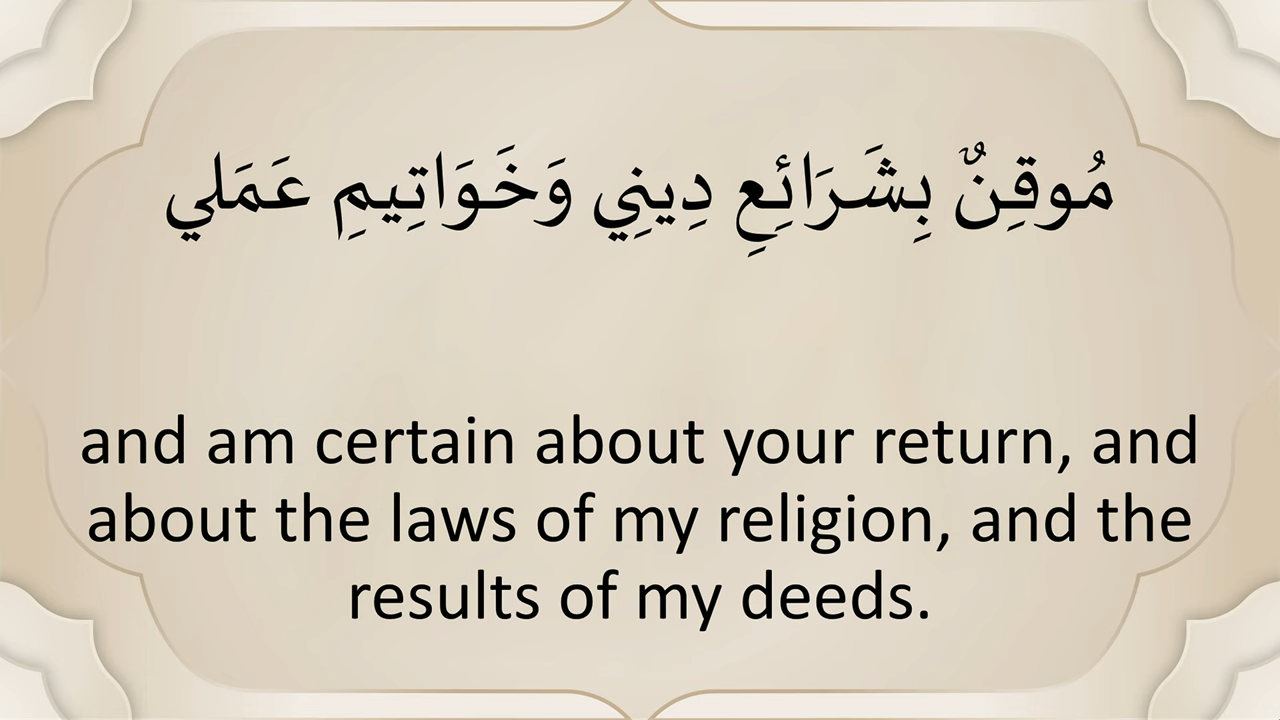 مُوقِنٌ بِشَرَائِعِ دِينِي وَخَوَاتِيمِ عَمَلي
and am certain about your return, and
about the laws of my religion, and the
results of my deeds.